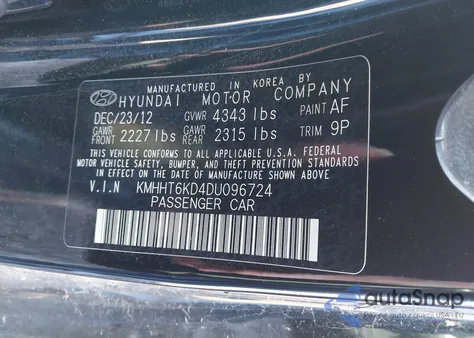 MANUFACTURED IN KOREA BY
HYUNDAI MOTOR COMPANY
DEC/23/12 GVWR 4343 lbs PAINT AF
GAWR FRONT 2227 lbs GAWR REAR 2315 lbs TRIM 9P
THIS VEHICLE CONFORMS TO ALL APPLICABLE U.S.A. FEDERAL
MOTOR VEHICLE SAFETY, BUMPER, AND THEFT PREVENTION STANDARDS
IN EFFECT ON THE DATE OF MANUFACTURE SHOWN ABOVE.
V.I.N KMHHT6KD4DU096724
PASSENGER CAR
autoSnap